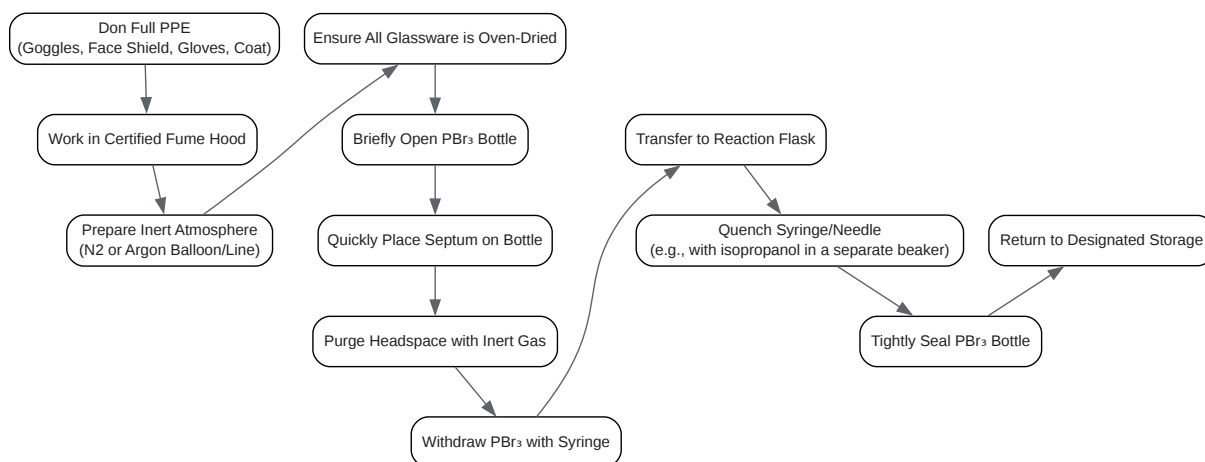 Don Full PPE
(Goggles, Face Shield, Gloves, Coat)
Work in Certified Fume Hood
Prepare Inert Atmosphere
(N2 or Argon Balloon/Line)
Ensure All Glassware is Oven-Dried
Briefly Open PBr₃ Bottle
Quickly Place Septum on Bottle
Purge Headspace with Inert Gas
Withdraw PBr₃ with Syringe
Transfer to Reaction Flask
Quench Syringe/Needle
(e.g., with isopropanol in a separate beaker)
Tightly Seal PBr₃ Bottle
Return to Designated Storage